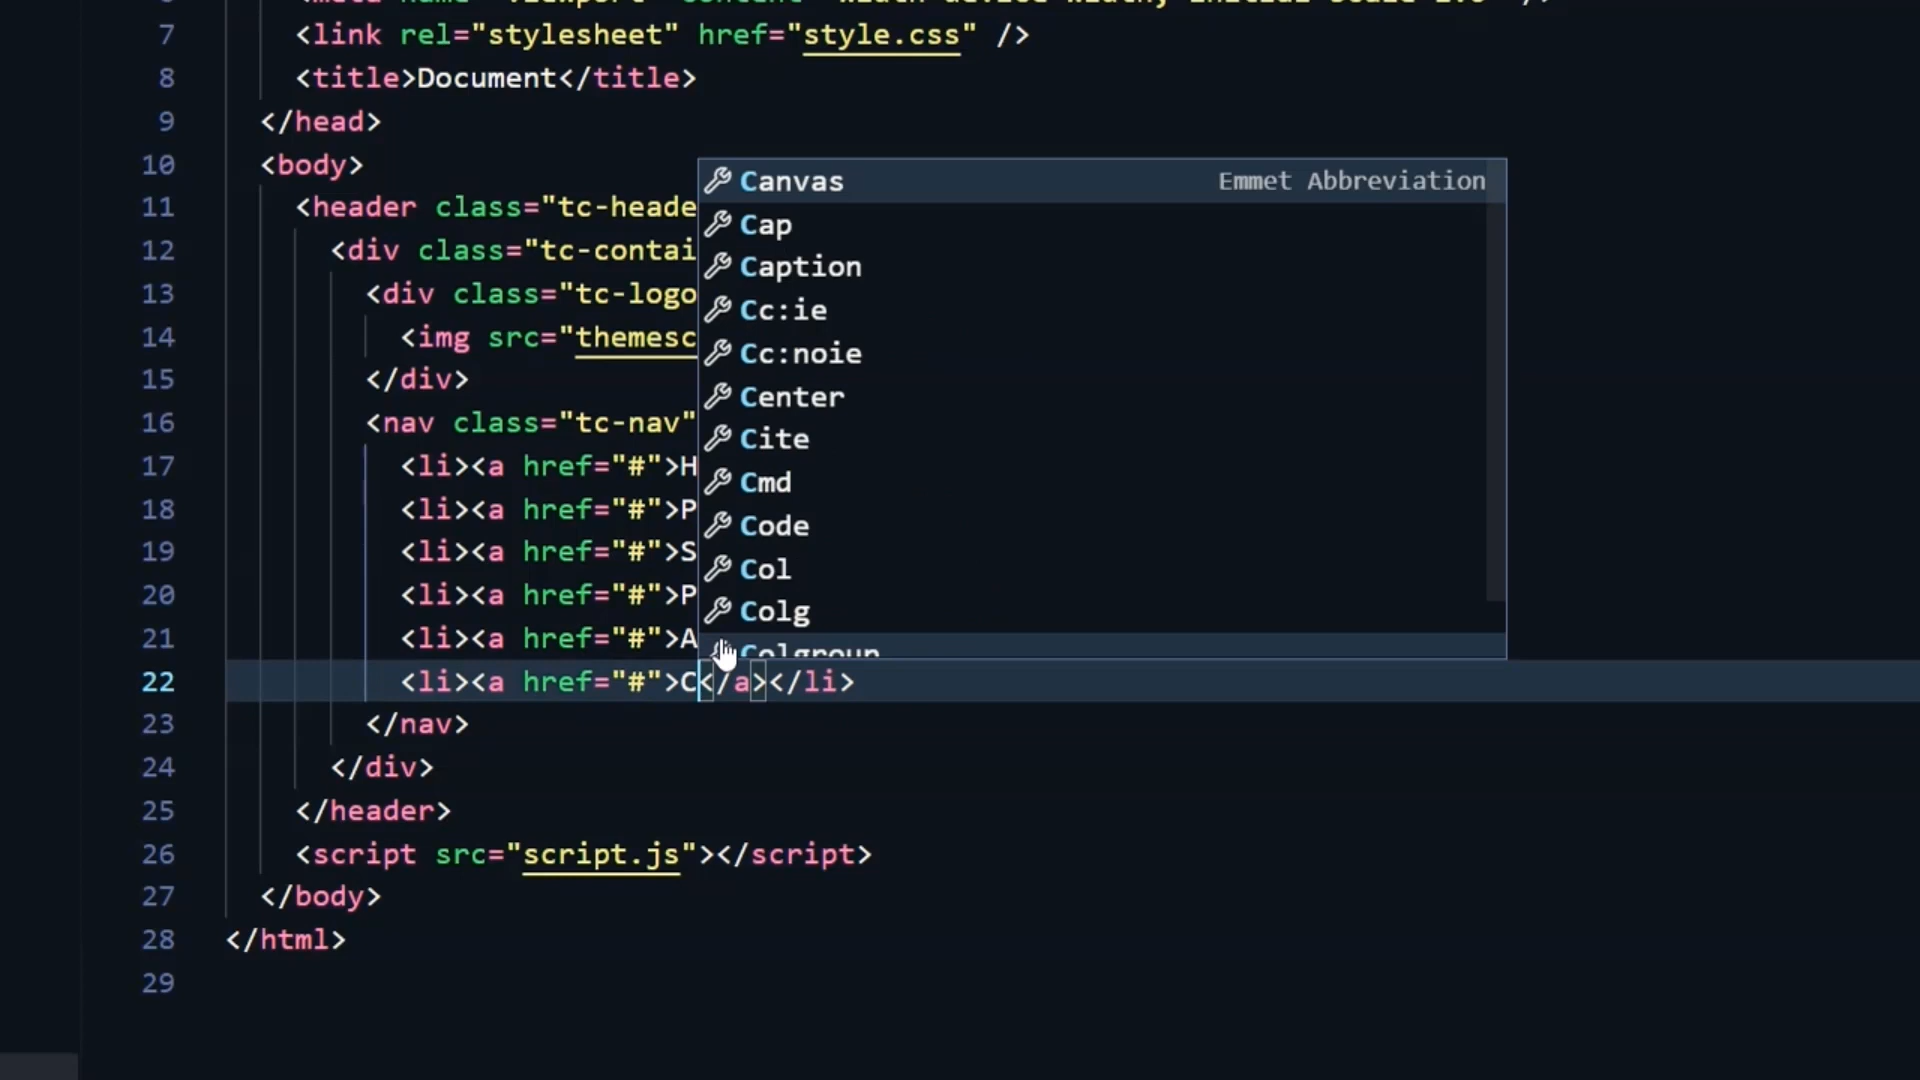 7 <link rel="stylesheet" href="style.css" />
8 <title>Document</title>
9 </head>
10 <body>
11 <header class="tc-heade
12 <div class="tc-contai
13 <div class="tc-logo
14 <img src="themesc
15 </div>
16 <nav class="tc-nav"
17 <li><a href="#">H
18 <li><a href="#">P
19 <li><a href="#">S
20 <li><a href="#">P
21 <li><a href="#">A
22 <li><a href="#">C</a></li>
23 </nav>
24 </div>
25 </header>
26 <script src="script.js"></script>
27 </body>
28 </html>
29
Canvas Emmet Abbreviation
Cap
Caption
Cc:ie
Cc:noie
Center
Cite
Cmd
Code
Col
Colg
Colgroup